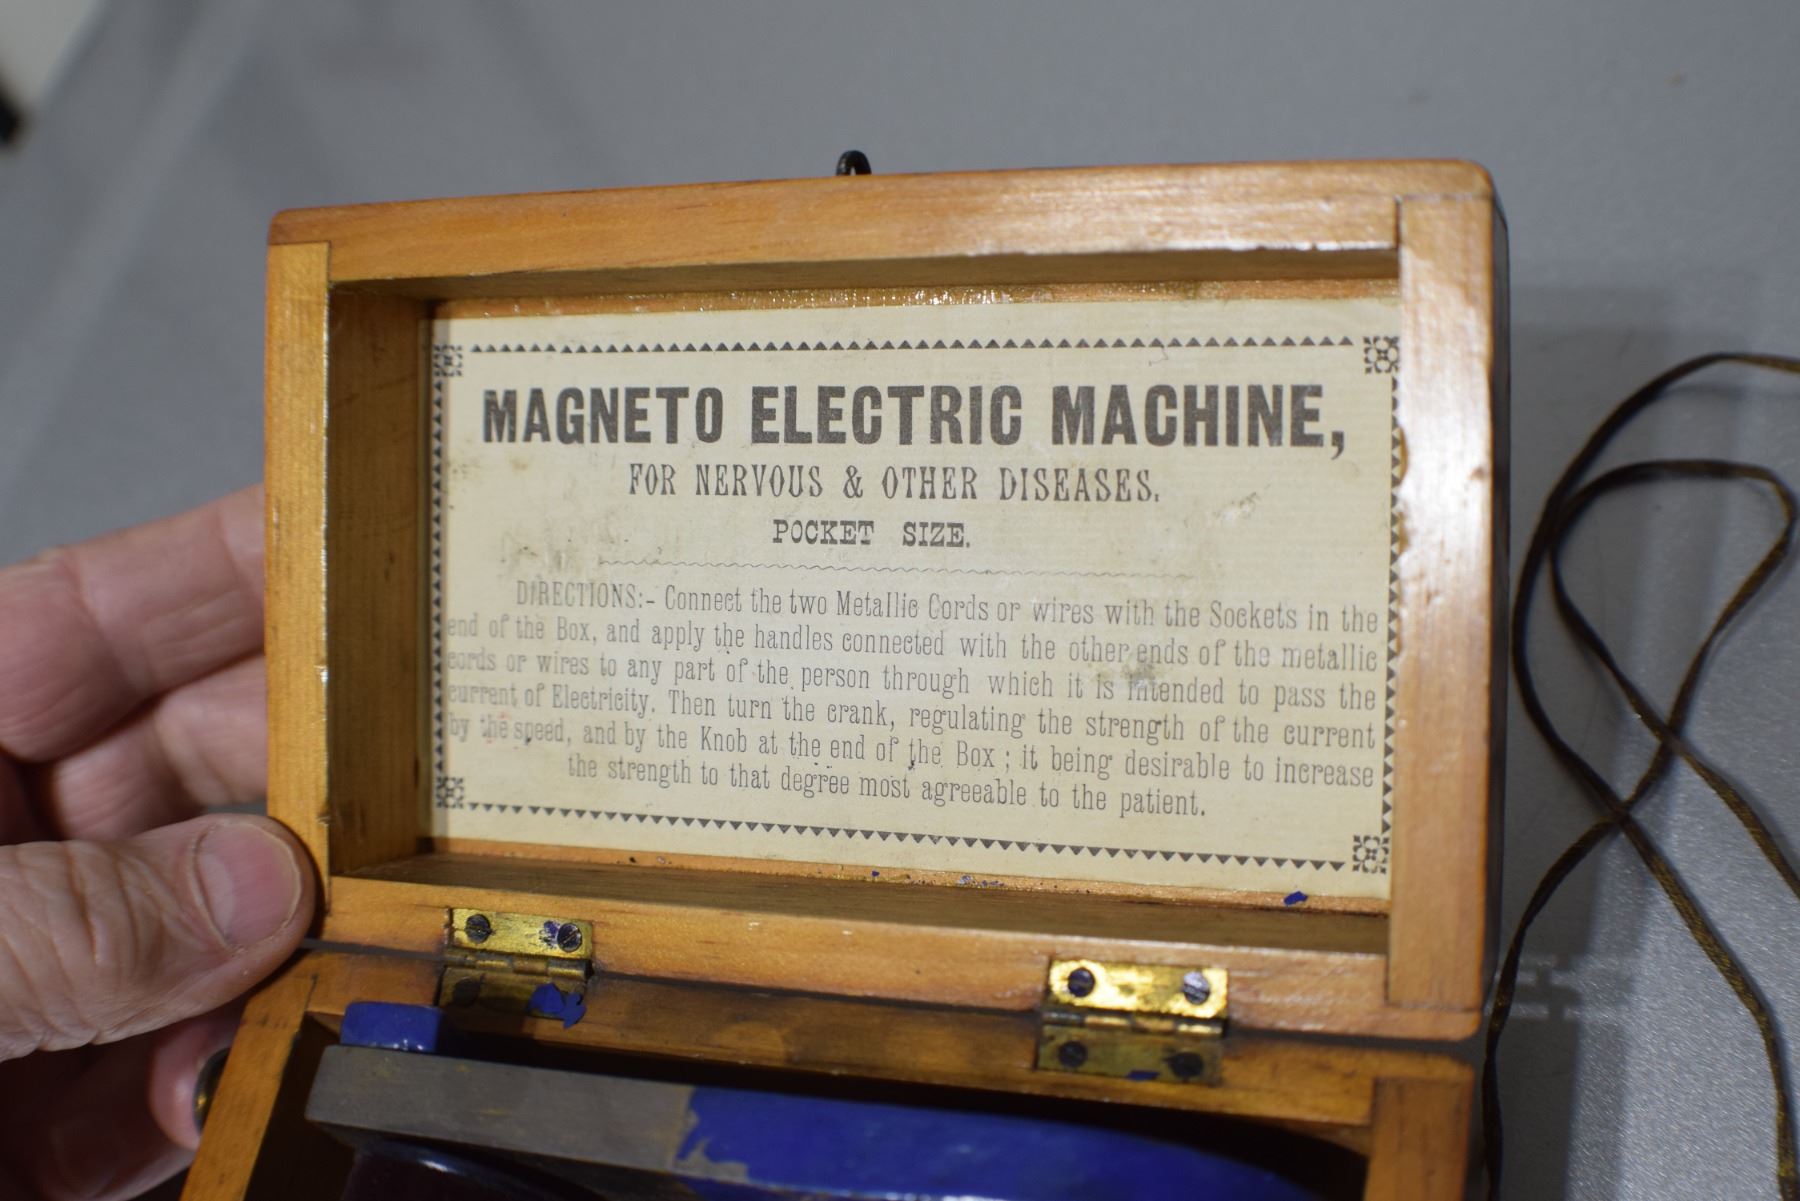 MAGNETO ELECTRIC MACHINE,
FOR NERVOUS & OTHER DISEASES.
POCKET SIZE.
DIRECTIONS:- Connect the two Metallic Cords or wires with the Sockets in the
end of the Box, and apply the handles connected with the other ends of the metallic
cords or wires to any part of the person through which it is intended to pass the
current of Electricity. Then turn the crank, regulating the strength of the current
by the speed, and by the Knob at the end of the Box ; it being desirable to increase
the strength to that degree most agreeable to the patient.